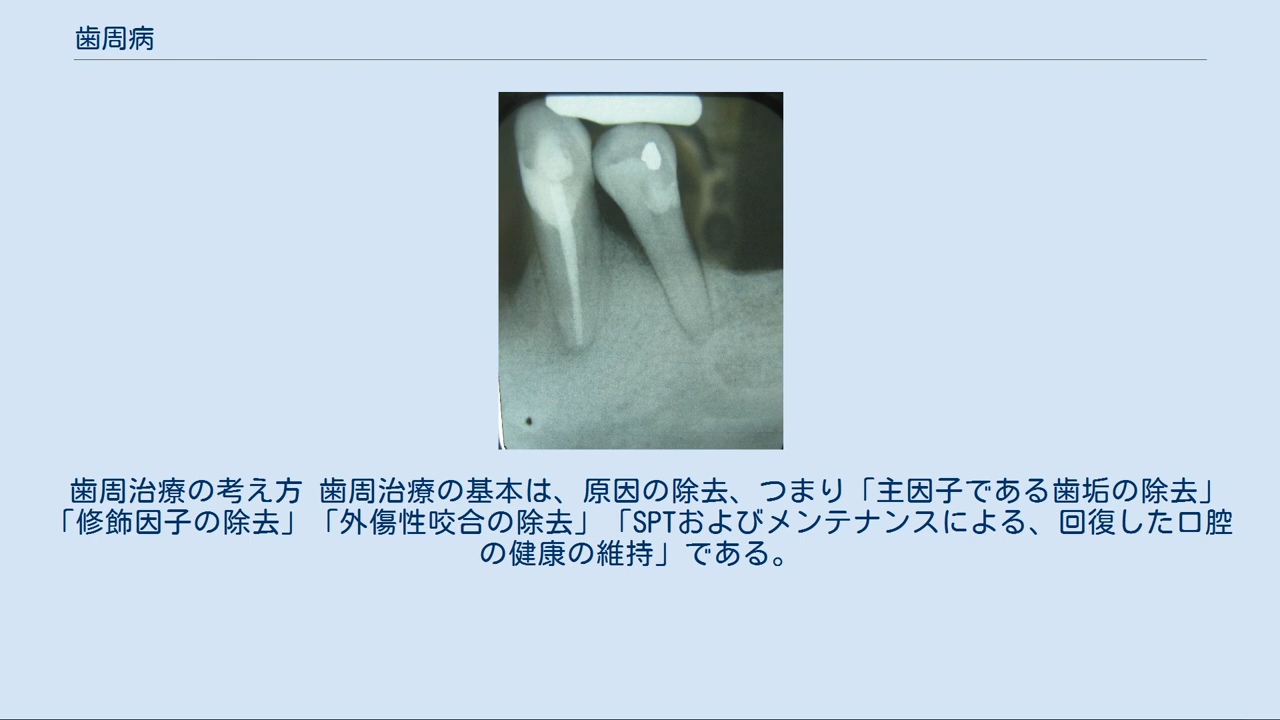 歯周病
歯周治療の考え方 歯周治療の基本は、原因の除去、つまり「主因子である歯垢の除去」
「修飾因子の除去」「外傷性咬合の除去」「SPTおよびメンテナンスによる、回復した口腔
の健康の維持」である。